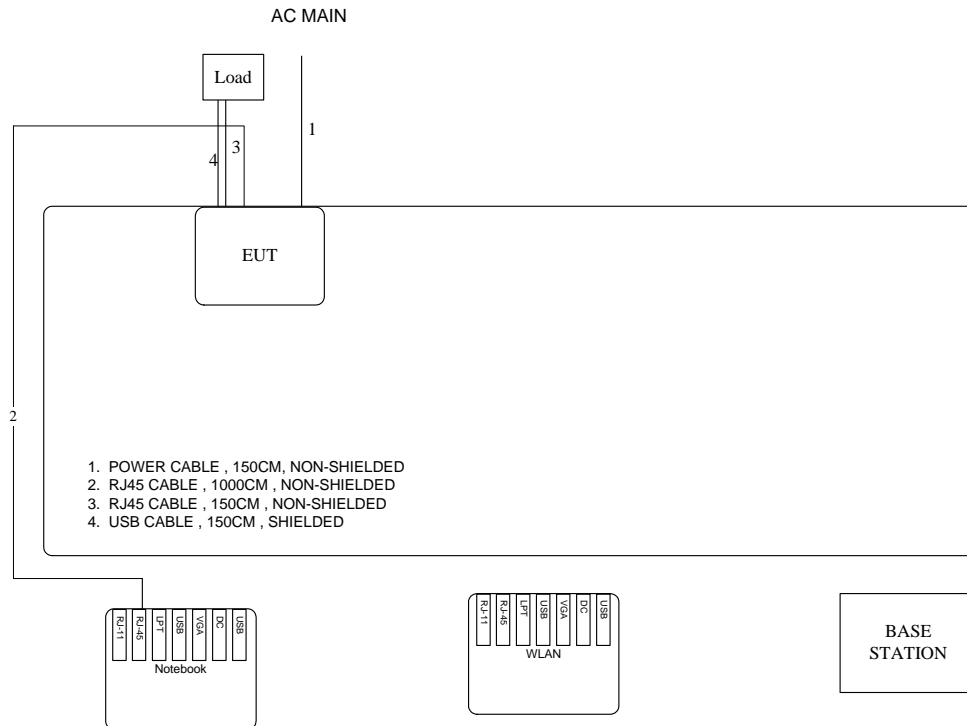 AC MAIN
Load
1
3
4
EUT
2
1. POWER CABLE , 150CM, NON-SHIELDED
2. RJ45 CABLE , 1000CM , NON-SHIELDED
3. RJ45 CABLE , 150CM , NON-SHIELDED
4. USB CABLE , 150CM , SHIELDED
RJ-11
RJ-45
LPT
USB
VGA
DC
USB
Notebook
RJ-11
RJ-45
LPT
USB
VGA
DC
USB
WLAN
BASE
STATION